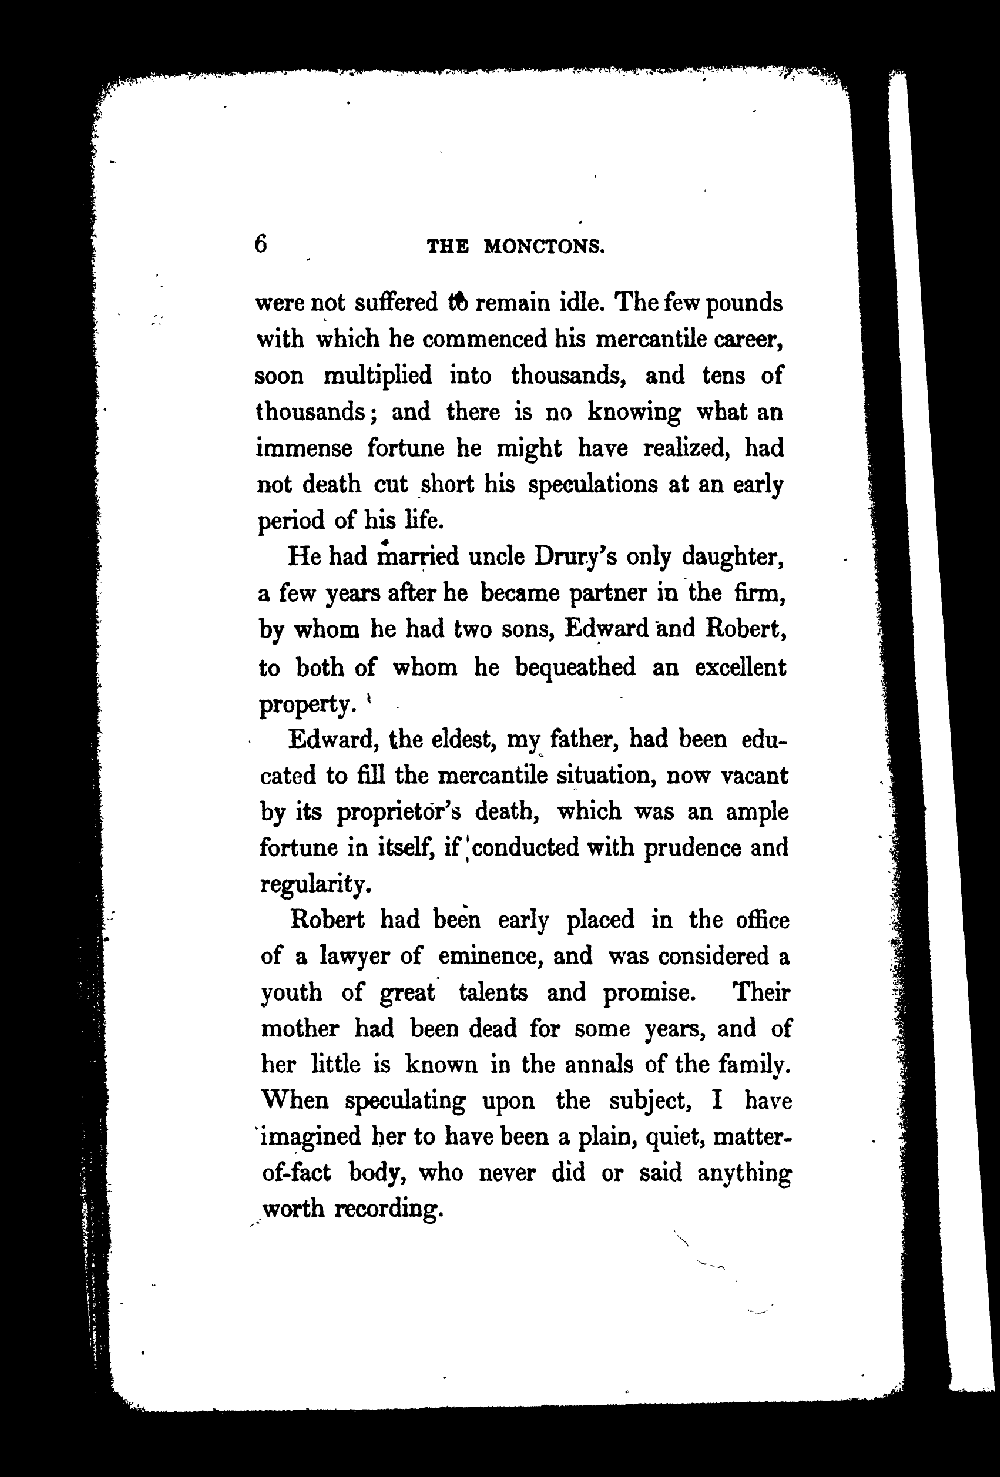 6 THE MONCTONS.
were not suffered to remain idle. The few pounds
with which he commenced his mercantile career,
soon multiplied into thousands, and tens of
thousands; and there is no knowing what an
immense fortune he might have realized, had
not death cut short his speculations at an early
period of his life.
He had married uncle Drury's only daughter,
a few years after he became partner in the firm,
by whom he had two sons, Edward and Robert,
to both of whom he bequeathed an excellent
property.
Edward, the eldest, my father, had been edu-
cated to fill the mercantile situation, now vacant
by its proprietor's death, which was an ample
fortune in itself, if conducted with prudence and
regularity.
Robert had been early placed in the office
of a lawyer of eminence, and was considered a
youth of great talents and promise. Their
mother had been dead for some years, and of
her little is known in the annals of the family.
When speculating upon the subject, I have
imagined her to have been a plain, quiet, matter-
of-fact body, who never did or said anything
worth recording.